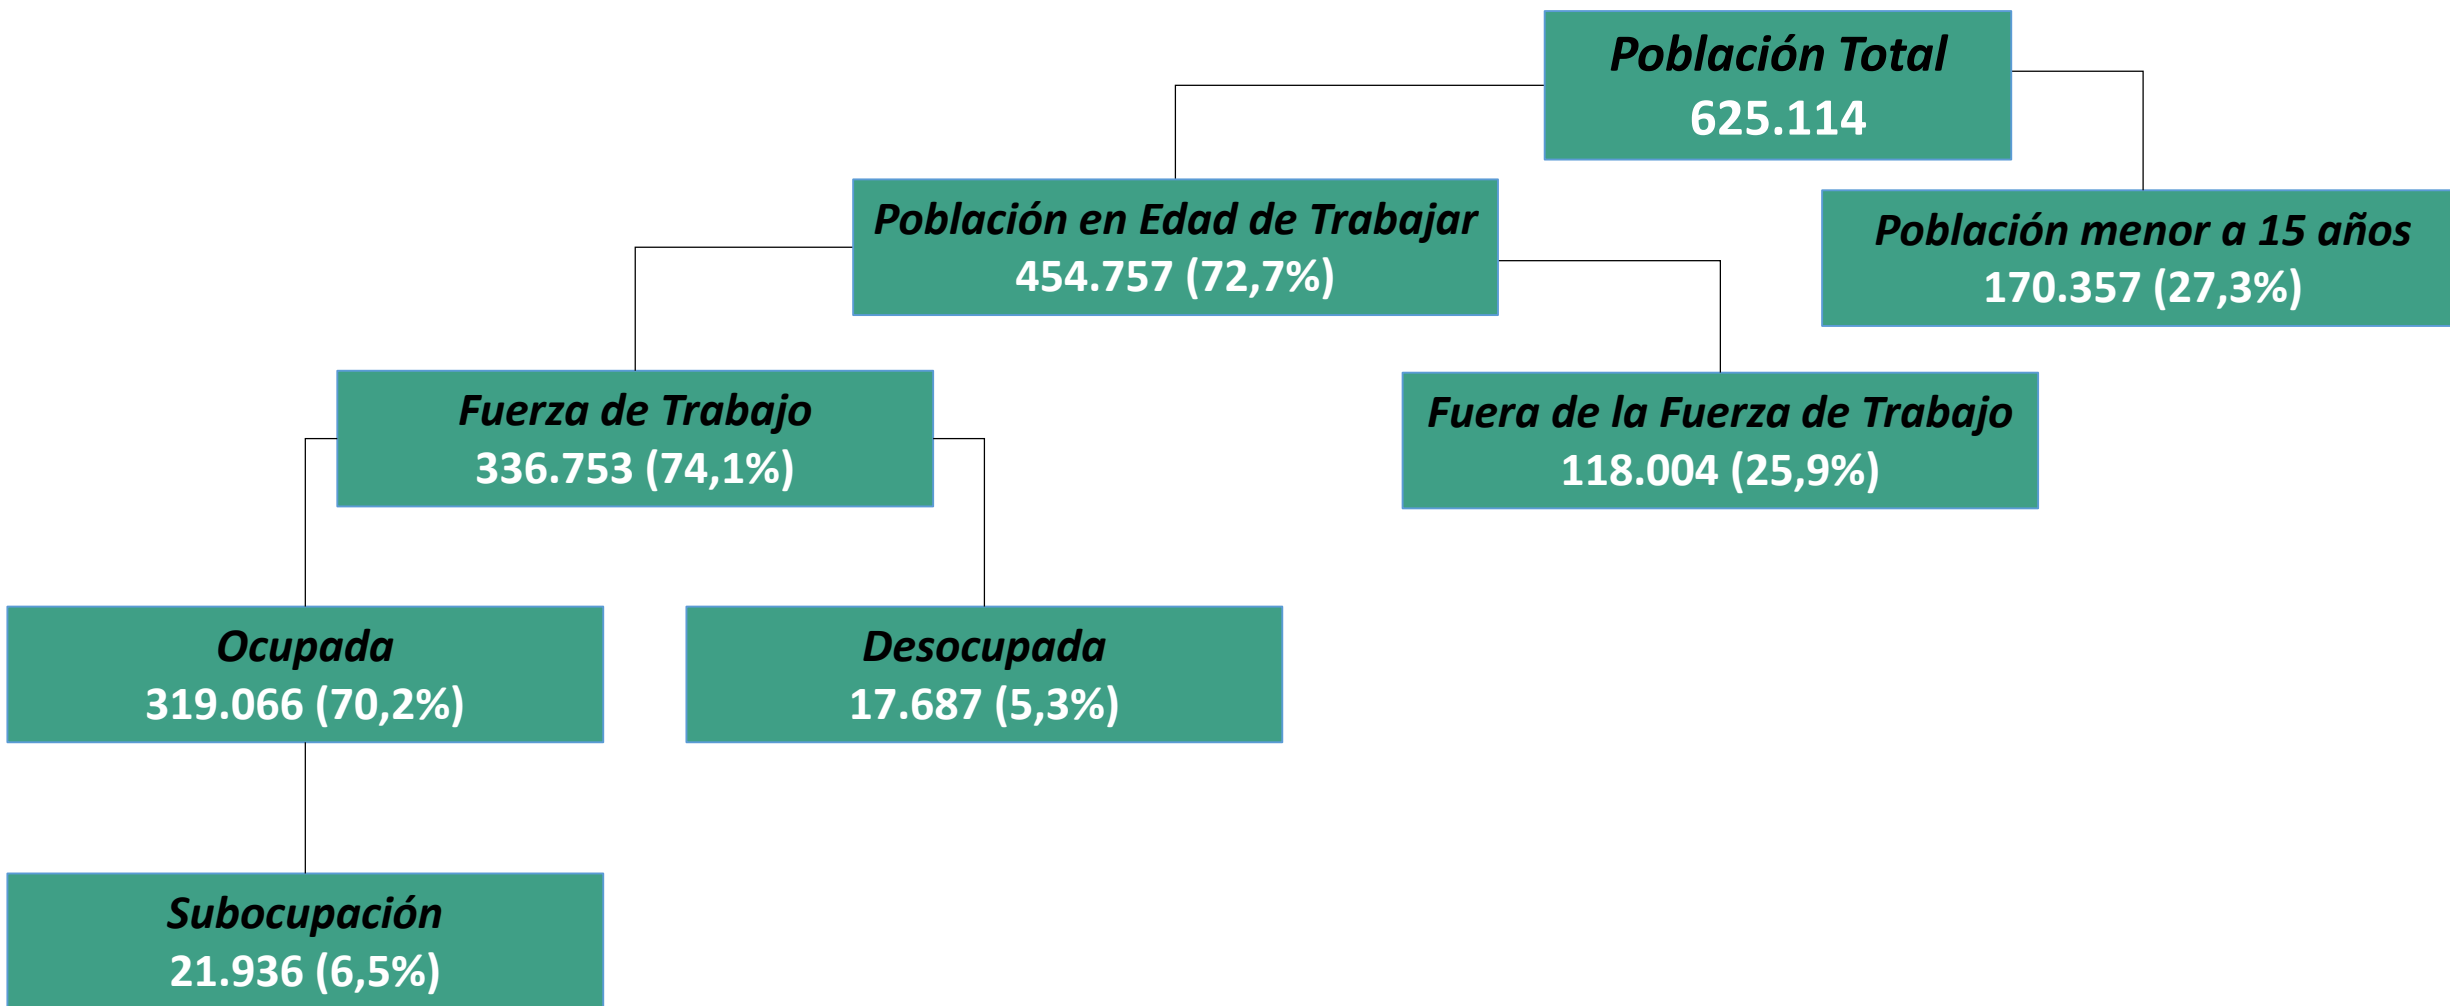 Población Total
625.114
Población en Edad de Trabajar
454.757 (72,7%)
Población menor a 15 años
170.357 (27,3%)
Fuerza de Trabajo
336.753 (74,1%)
Fuera de la Fuerza de Trabajo
118.004 (25,9%)
Ocupada
319.066 (70,2%)
Desocupada
17.687 (5,3%)
Subocupación
21.936 (6,5%)